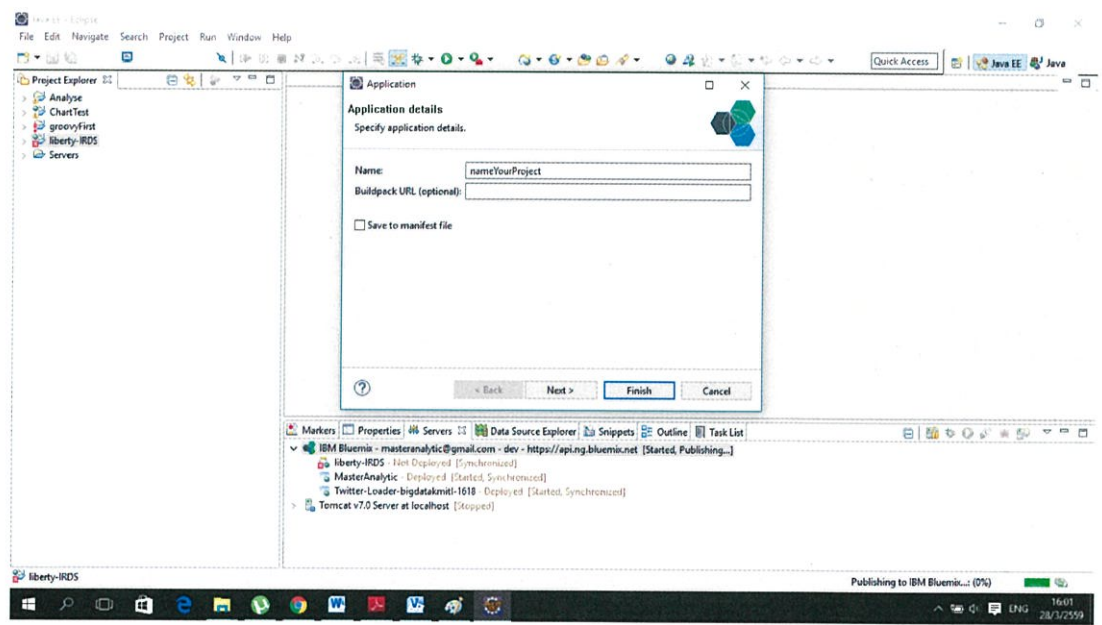 File Edit Navigate Search Project Run Window Help
Quick Access
Java EE
Java
Project Explorer
Analyse
ChartTest
groovyFirst
liberty-IRDS
Servers
Application
Application details
Specify application details.
Name:
nameYourProject
Buildpack URL (optional):
Save to manifest file
< Back
Next >
Finish
Cancel
Markers Properties Servers Data Source Explorer Snippets Outline Task List
IBM Bluemix - masteranalytic@gmail.com - dev - https://api.ng.bluemix.net [Started, Publishing...]
liberty-IRDS - Not Deployed [Synchronized]
MasterAnalytic - Deployed [Started, Synchronized]
Twitter-Loader-bigdatakmitl-1618 - Deployed [Started, Synchronized]
Tomcat v7.0 Server at localhost [Stopped]
liberty-IRDS
Publishing to IBM Bluemix...: (0%)
ENG
16:01
28/3/2559